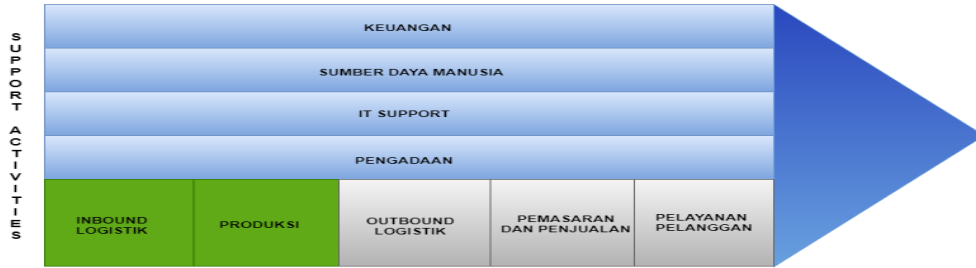 SUPPORT ACTIVITIES
KEUANGAN
SUMBER DAYA MANUSIA
IT SUPPORT
PENGADAAN
INBOUND
LOGISTIK
PRODUKSI
OUTBOUND
LOGISTIK
PEMASARAN
DAN PENJUALAN
PELAYANAN
PELANGGAN